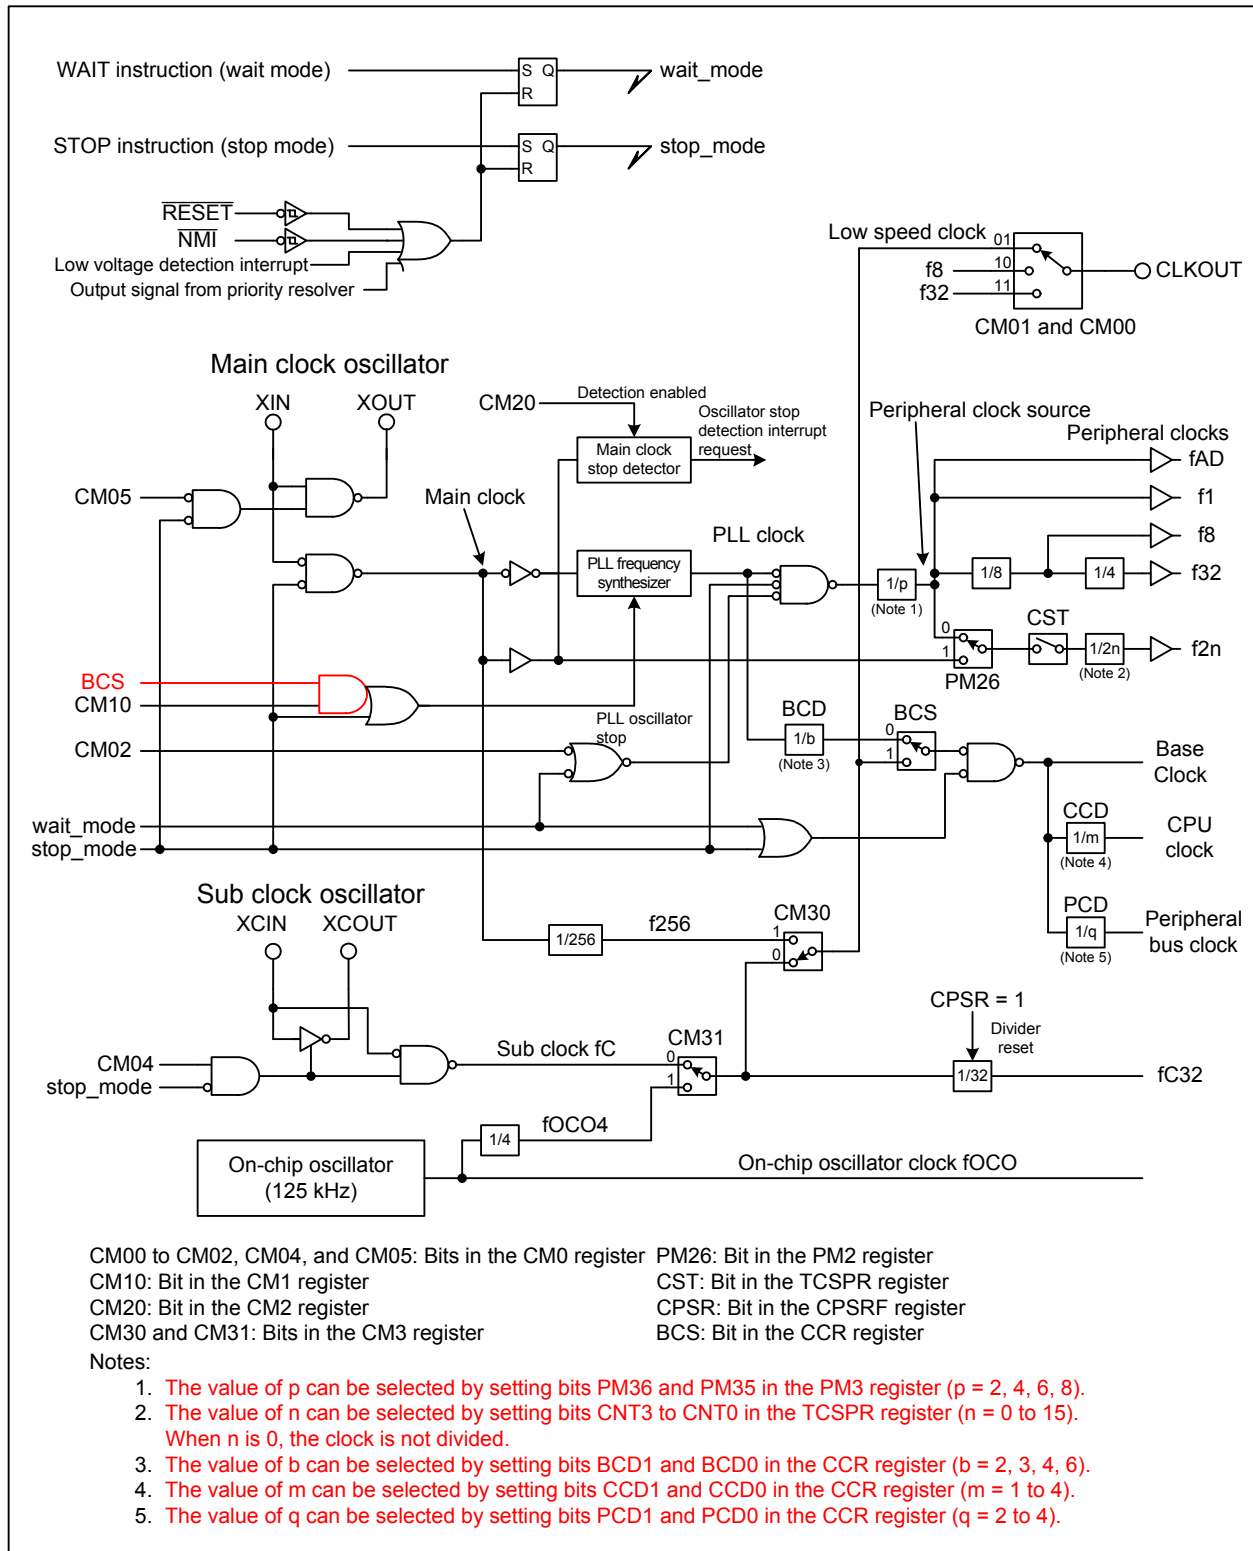 WAIT instruction (wait mode)
S Q
R
wait_mode
STOP instruction (stop mode)
S Q
R
stop_mode
RESET
NMI
Low voltage detection interrupt
Output signal from priority resolver
Low speed clock
01
f8
10
f32
11
CLKOUT
CM01 and CM00
Main clock oscillator
XIN
XOUT
CM20
Detection enabled
Oscillator stop
detection interrupt
request
Main clock
stop detector
Peripheral clock source
Peripheral clocks
fAD
f1
f8
f32
f2n
CM05
Main clock
PLL clock
PLL frequency
synthesizer
1/p
(Note 1)
1/8
1/4
CST
0
1
PM26
1/2n
(Note 2)
BCS
CM10
PLL oscillator
stop
CM02
BCD
1/b
(Note 3)
BCS
0
1
Base
Clock
wait_mode
stop_mode
CCD
1/m
(Note 4)
CPU
clock
PCD
1/q
(Note 5)
Peripheral
bus clock
Sub clock oscillator
XCIN
XCOUT
1/256
f256
CM30
1
0
CPSR = 1
Divider
reset
CM04
stop_mode
Sub clock fC
CM31
0
1
1/32
fC32
fOCO4
1/4
On-chip oscillator
(125 kHz)
On-chip oscillator clock fOCO
CM00 to CM02, CM04, and CM05: Bits in the CM0 register PM26: Bit in the PM2 register
CM10: Bit in the CM1 register CST: Bit in the TCSPR register
CM20: Bit in the CM2 register CPSR: Bit in the CPSRF register
CM30 and CM31: Bits in the CM3 register BCS: Bit in the CCR register
Notes:
1. The value of p can be selected by setting bits PM36 and PM35 in the PM3 register (p = 2, 4, 6, 8).
2. The value of n can be selected by setting bits CNT3 to CNT0 in the TCSPR register (n = 0 to 15).
When n is 0, the clock is not divided.
3. The value of b can be selected by setting bits BCD1 and BCD0 in the CCR register (b = 2, 3, 4, 6).
4. The value of m can be selected by setting bits CCD1 and CCD0 in the CCR register (m = 1 to 4).
5. The value of q can be selected by setting bits PCD1 and PCD0 in the CCR register (q = 2 to 4).